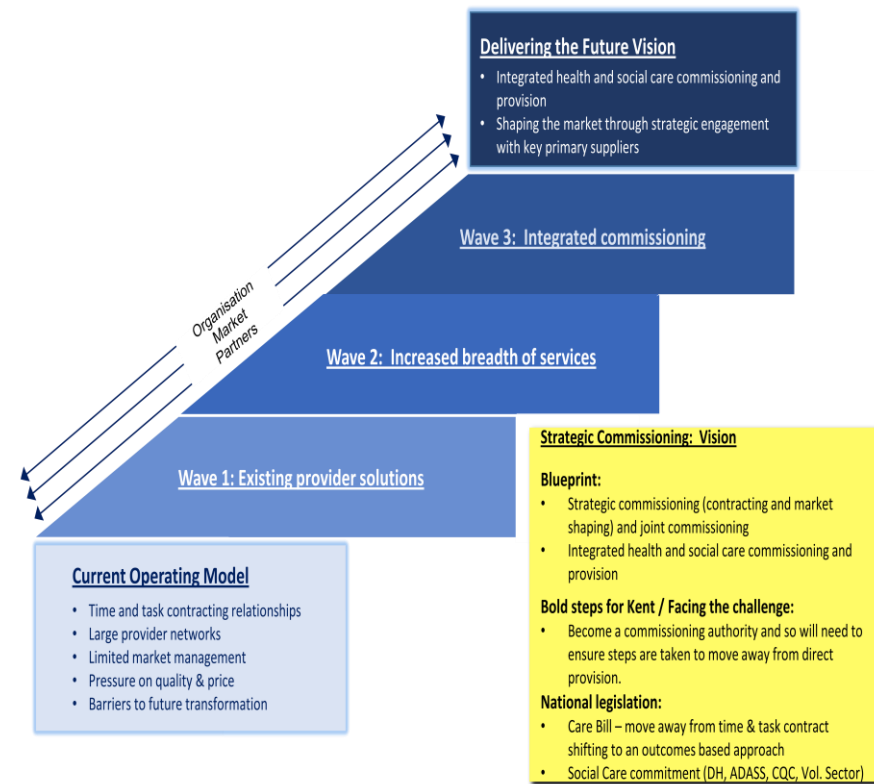 Delivering the Future Vision
• Integrated health and social care commissioning and
provision
• Shaping the market through strategic engagement
with key primary suppliers
Wave 3: Integrated commissioning
Organisation
Market
Partners
Wave 2: Increased breadth of services
Wave 1: Existing provider solutions
Current Operating Model
• Time and task contracting relationships
• Large provider networks
• Limited market management
• Pressure on quality & price
• Barriers to future transformation
Strategic Commissioning: Vision
Blueprint:
• Strategic commissioning (contracting and market
shaping) and joint commissioning
• Integrated health and social care commissioning and
provision
Bold steps for Kent / Facing the challenge:
• Become a commissioning authority and so will need to
ensure steps are taken to move away from direct
provision.
National legislation:
• Care Bill – move away from time & task contract
shifting to an outcomes based approach
• Social Care commitment (DH, ADASS, CQC, Vol. Sector)